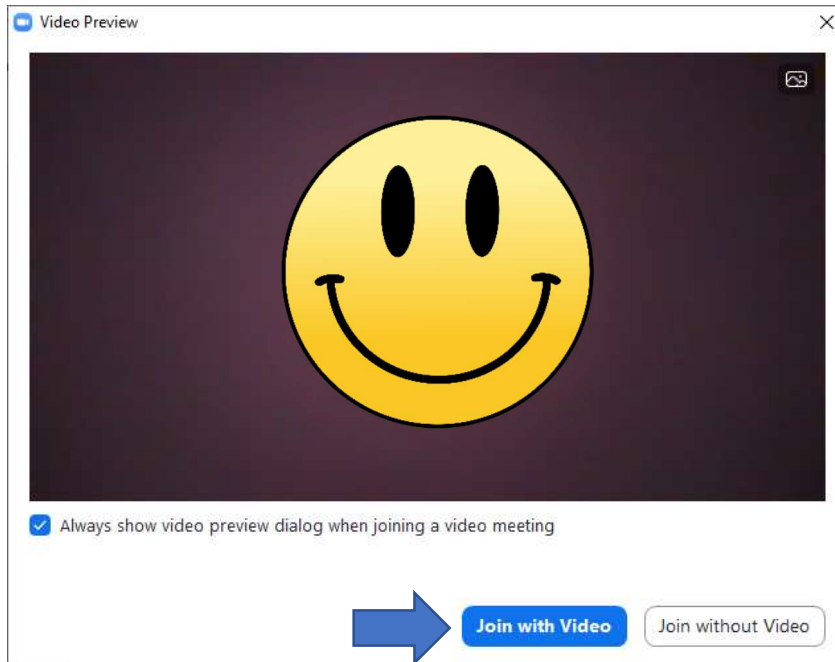 Video Preview
Always show video preview dialog when joining a video meeting
Join with Video
Join without Video